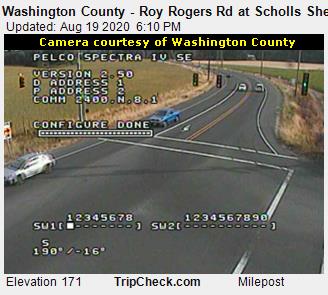 Washington County - Roy Rogers Rd at Scholls She
Updated: Aug 19 2020 6:10 PM
Camera courtesy of Washington County
PELCO SPECTRA IV SE
VERSION 2.50
P ADDRESS 1
P ADDRESS 2
COMM 2400,N,8,1
CONFIGURE DONE
12345678 1234567890
SW1[ ------] SW2[----------]
S
190°/-16°
Elevation 171 TripCheck.com Milepost